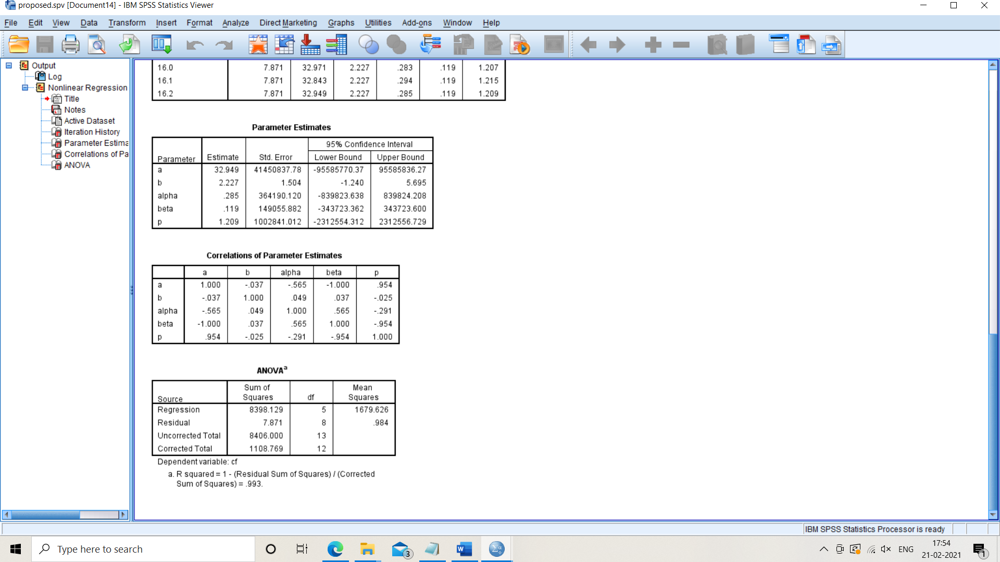 proposed.spv [Document14] - IBM SPSS Statistics Viewer
File Edit View Data Transform Insert Format Analyze Direct Marketing Graphs Utilities Add-ons Window Help
Output
Log
Nonlinear Regression
Title
Notes
Active Dataset
Iteration History
Parameter Estima
Correlations of Pa
ANOVA
16.0 7.871 32.971 2.227 .283 .119 1.207
16.1 7.871 32.843 2.227 .294 .119 1.215
16.2 7.871 32.949 2.227 .285 .119 1.209
Parameter Estimates
95% Confidence Interval
Parameter Estimate Std. Error Lower Bound Upper Bound
a 32.949 41450837.78 -95585770.37 95585836.27
b 2.227 1.504 -1.240 5.695
alpha .285 364190.120 -839823.638 839824.208
beta .119 149055.882 -343723.362 343723.600
p 1.209 1002841.012 -2312554.312 2312556.729
Correlations of Parameter Estimates
a b alpha beta p
a 1.000 -.037 -.565 -1.000 .954
b -.037 1.000 .049 .037 -.025
alpha -.565 .049 1.000 .565 -.291
beta -1.000 .037 .565 1.000 -.954
p .954 -.025 -.291 -.954 1.000
ANOVAa
Source Sum of Squares df Mean Squares
Regression 8398.129 5 1679.626
Residual 7.871 8 .984
Uncorrected Total 8406.000 13
Corrected Total 1108.769 12
Dependent variable: cf
a. R squared = 1 - (Residual Sum of Squares) / (Corrected
Sum of Squares) = .993.
IBM SPSS Statistics Processor is ready
Type here to search
3
W
Σα
ENG
17:54
21-02-2021
1